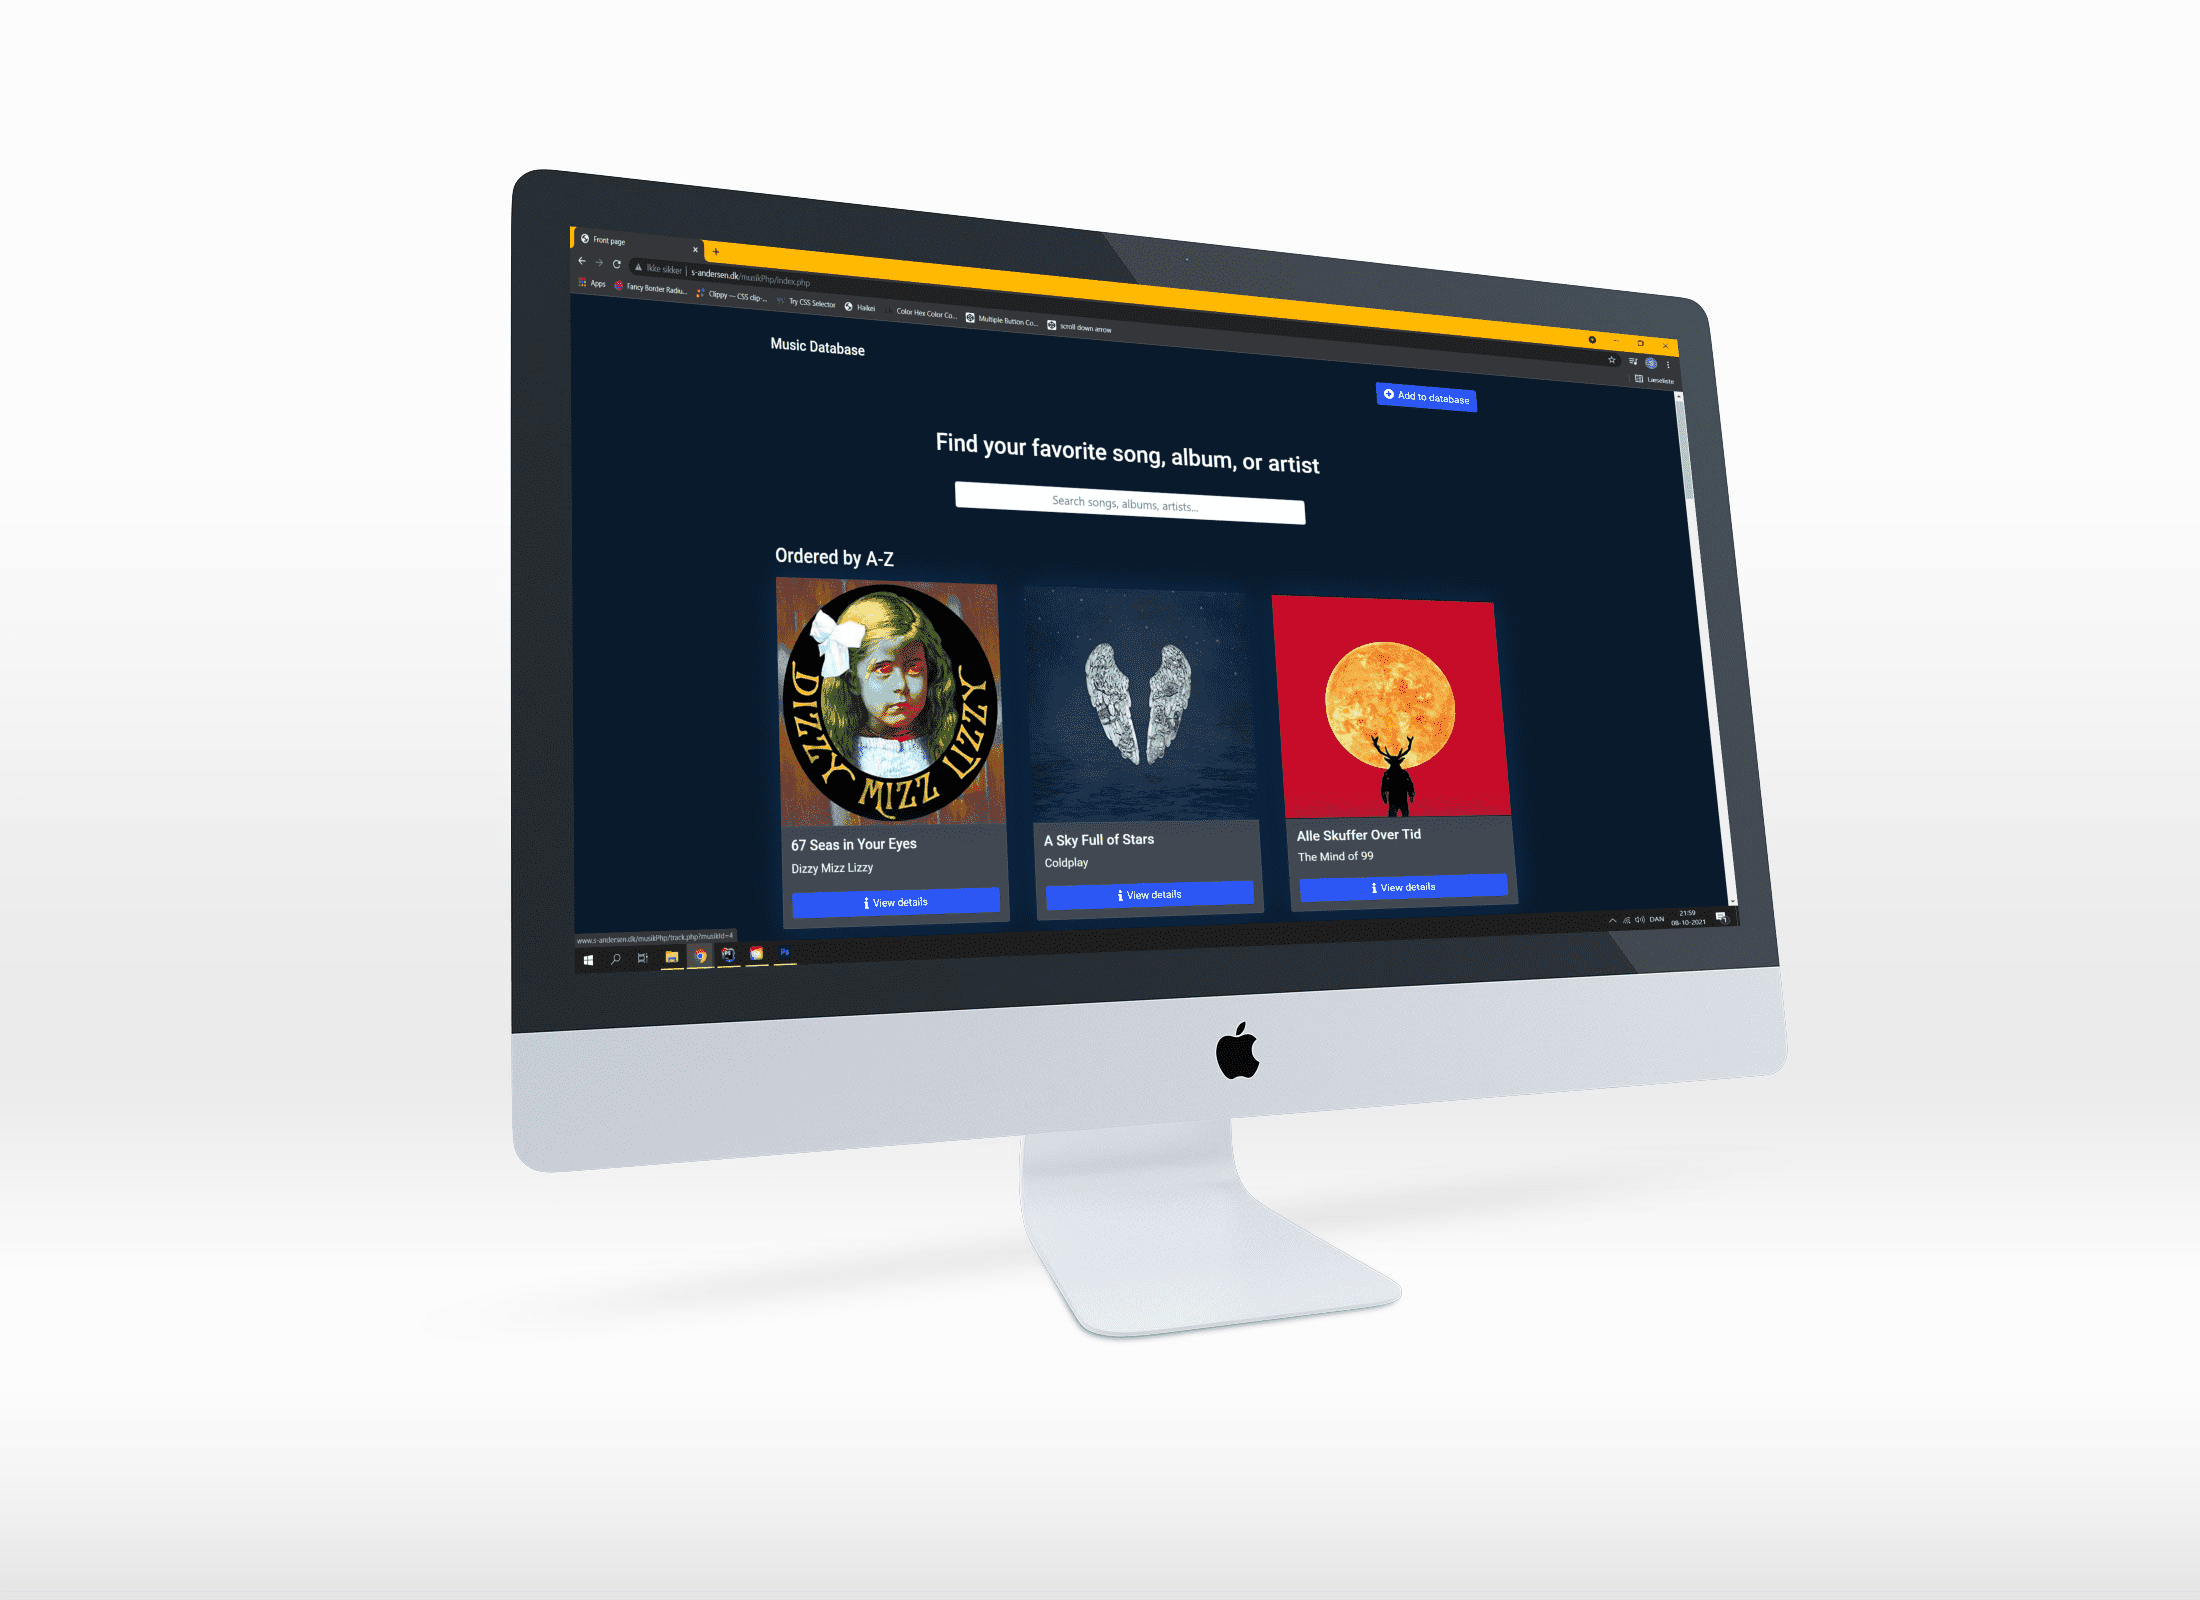 Front page
Ikke sikker | s-andersen.dk/musikPhp/index.php
Apps
Fancy Border Radiu...
Clippy — CSS clip-...
Try CSS Selector
Haikei
Color Hex Color Co...
Multiple Button Co...
scroll down arrow
Læseliste
Music Database
Add to database
Find your favorite song, album, or artist
Search songs, albums, artists...
Ordered by A-Z
DIZZY MIZZ LIZZY
67 Seas in Your Eyes
Dizzy Mizz Lizzy
View details
A Sky Full of Stars
Coldplay
View details
Alle Skuffer Over Tid
The Mind of 99
View details
www.s-andersen.dk/musikPhp/track.php?musikId=4
Ps
DAN
21:59
08-10-2021